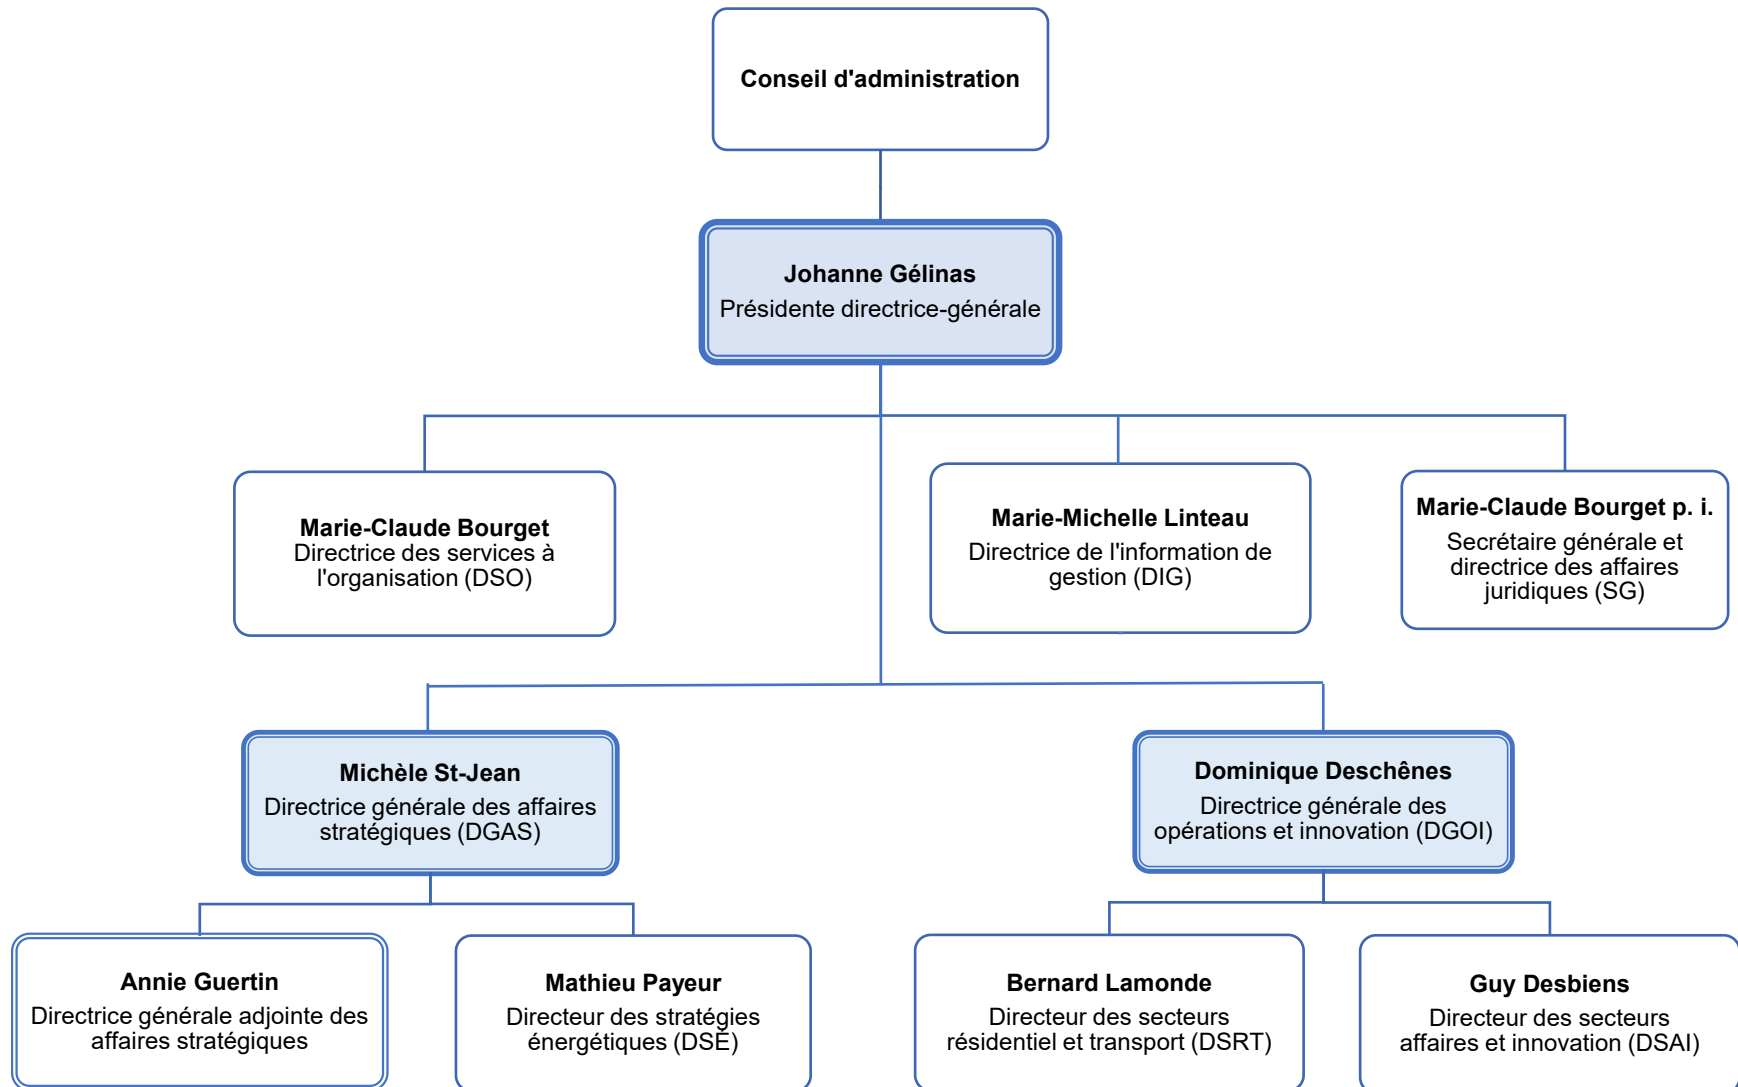 Conseil d'administration
Johanne Gélinas
Présidente directrice-générale
Marie-Claude Bourget
Directrice des services à
l'organisation (DSO)
Marie-Michelle Linteau
Directrice de l'information de
gestion (DIG)
Marie-Claude Bourget p. i.
Secrétaire générale et
directrice des affaires
juridiques (SG)
Michèle St-Jean
Directrice générale des affaires
stratégiques (DGAS)
Dominique Deschênes
Directrice générale des
opérations et innovation (DGOI)
Annie Guertin
Directrice générale adjointe des
affaires stratégiques
Mathieu Payeur
Directeur des stratégies
énergétiques (DSÉ)
Bernard Lamonde
Directeur des secteurs
résidentiel et transport (DSRT)
Guy Desbiens
Directeur des secteurs
affaires et innovation (DSAI)